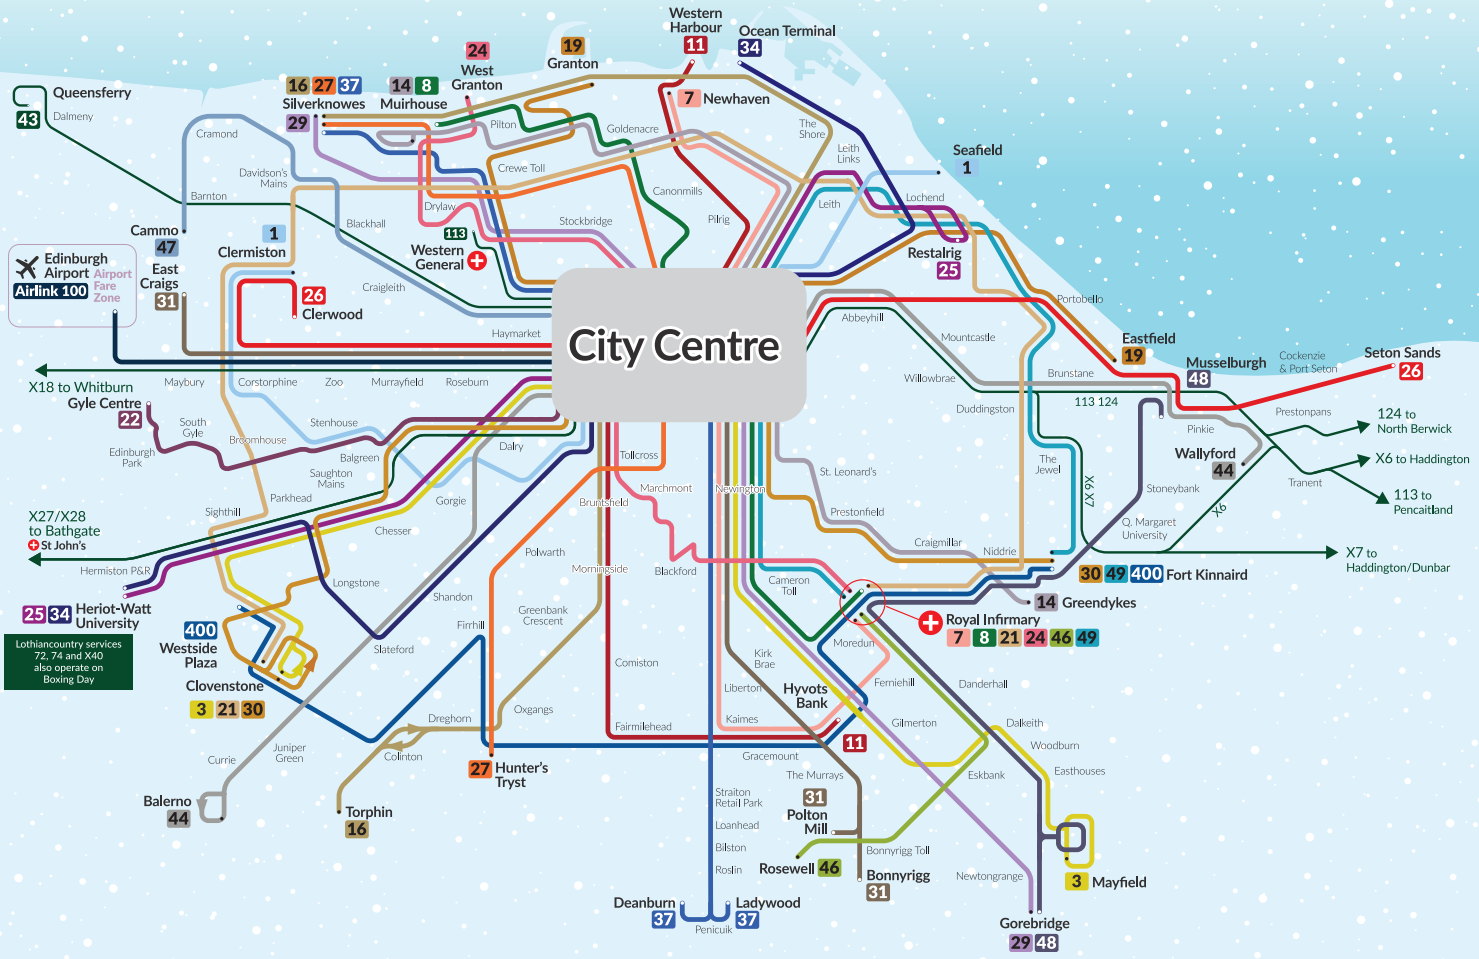 Western
Harbour
11
Ocean Terminal
34
24
West
Granton
19
Granton
16 27 37
Silverknowes
29
14 8
Muirhouse
7 Newhaven
Queensferry
43
Dalmeny
Cramond
Pilton
Goldenacre
The
Shore
Leith
Links
Seafield
1
Davidson's
Mains
Crewe Toll
Barnton
Canonmills
Drylaw
Blackhall
Stockbridge
Pilrig
Leith
Lochend
Cammo
47
1
Clermiston
113
Western
General
Restalrig
25
Edinburgh
Airport
Airlink 100
Airport
Fare
Zone
East
Craigs
31
26
Clerwood
Craigleith
Haymarket
City Centre
Abbeyhill
Portobello
Mountcastle
Eastfield
19
Musselburgh
48
Cockenzie
& Port Seton
Seton Sands
26
X18 to Whitburn
Maybury
Corstorphine
Zoo
Murrayfield
Roseburn
Willowbrae
Brunstane
Gyle Centre
22
South
Gyle
Edinburgh
Park
Broomhouse
Stenhouse
Balgreen
Saughton
Mains
Dalry
Duddingston
113 124
Prestonpans
Pinkie
124 to
North Berwick
Tollcross
Marchmont
Newington
St. Leonard's
The
Jewel
Wallyford
44
X6 to Haddington
Tranent
Parkhead
Sighthill
Gorgie
Chesser
Bruntsfield
Prestonfield
X6 X7
Stoneybank
X6
113 to
Pencaitland
X27/X28
to Bathgate
St John's
Polwarth
Craigmillar
Q. Margaret
University
Niddrie
X7 to
Haddington/Dunbar
Hermiston P&R
Longstone
Shandon
Morningside
Blackford
Cameron
Toll
30 49 400 Fort Kinnaird
14 Greendykes
25 34 Heriot-Watt
University
400
Westside
Plaza
Slateford
Firrhill
Greenbank
Crescent
Royal Infirmary
7 8 21 24 46 49
Lothiancountry services
72, 74 and X40
also operate on
Boxing Day
Moredun
Kirk
Brae
Comiston
Liberton
Hyvots
Bank
Ferniehill
Danderhall
Clovenstone
3 21 30
Oxgangs
Dreghorn
Colinton
Fairmilehead
Kaimes
Gilmerton
11
Dalkeith
Woodburn
Juniper
Green
Currie
27 Hunter's
Tryst
Gracemount
The Murrays
Eskbank
Easthouses
Balerno
44
Torphin
16
Straiton
Retail Park
31
Polton
Mill
Loanhead
Bilston
Roslin
Bonnyrigg Toll
Rosewell 46
Bonnyrigg
31
Newtongrange
3 Mayfield
Deanburn
37
Ladywood
37
Penicuik
Gorebridge
29 48